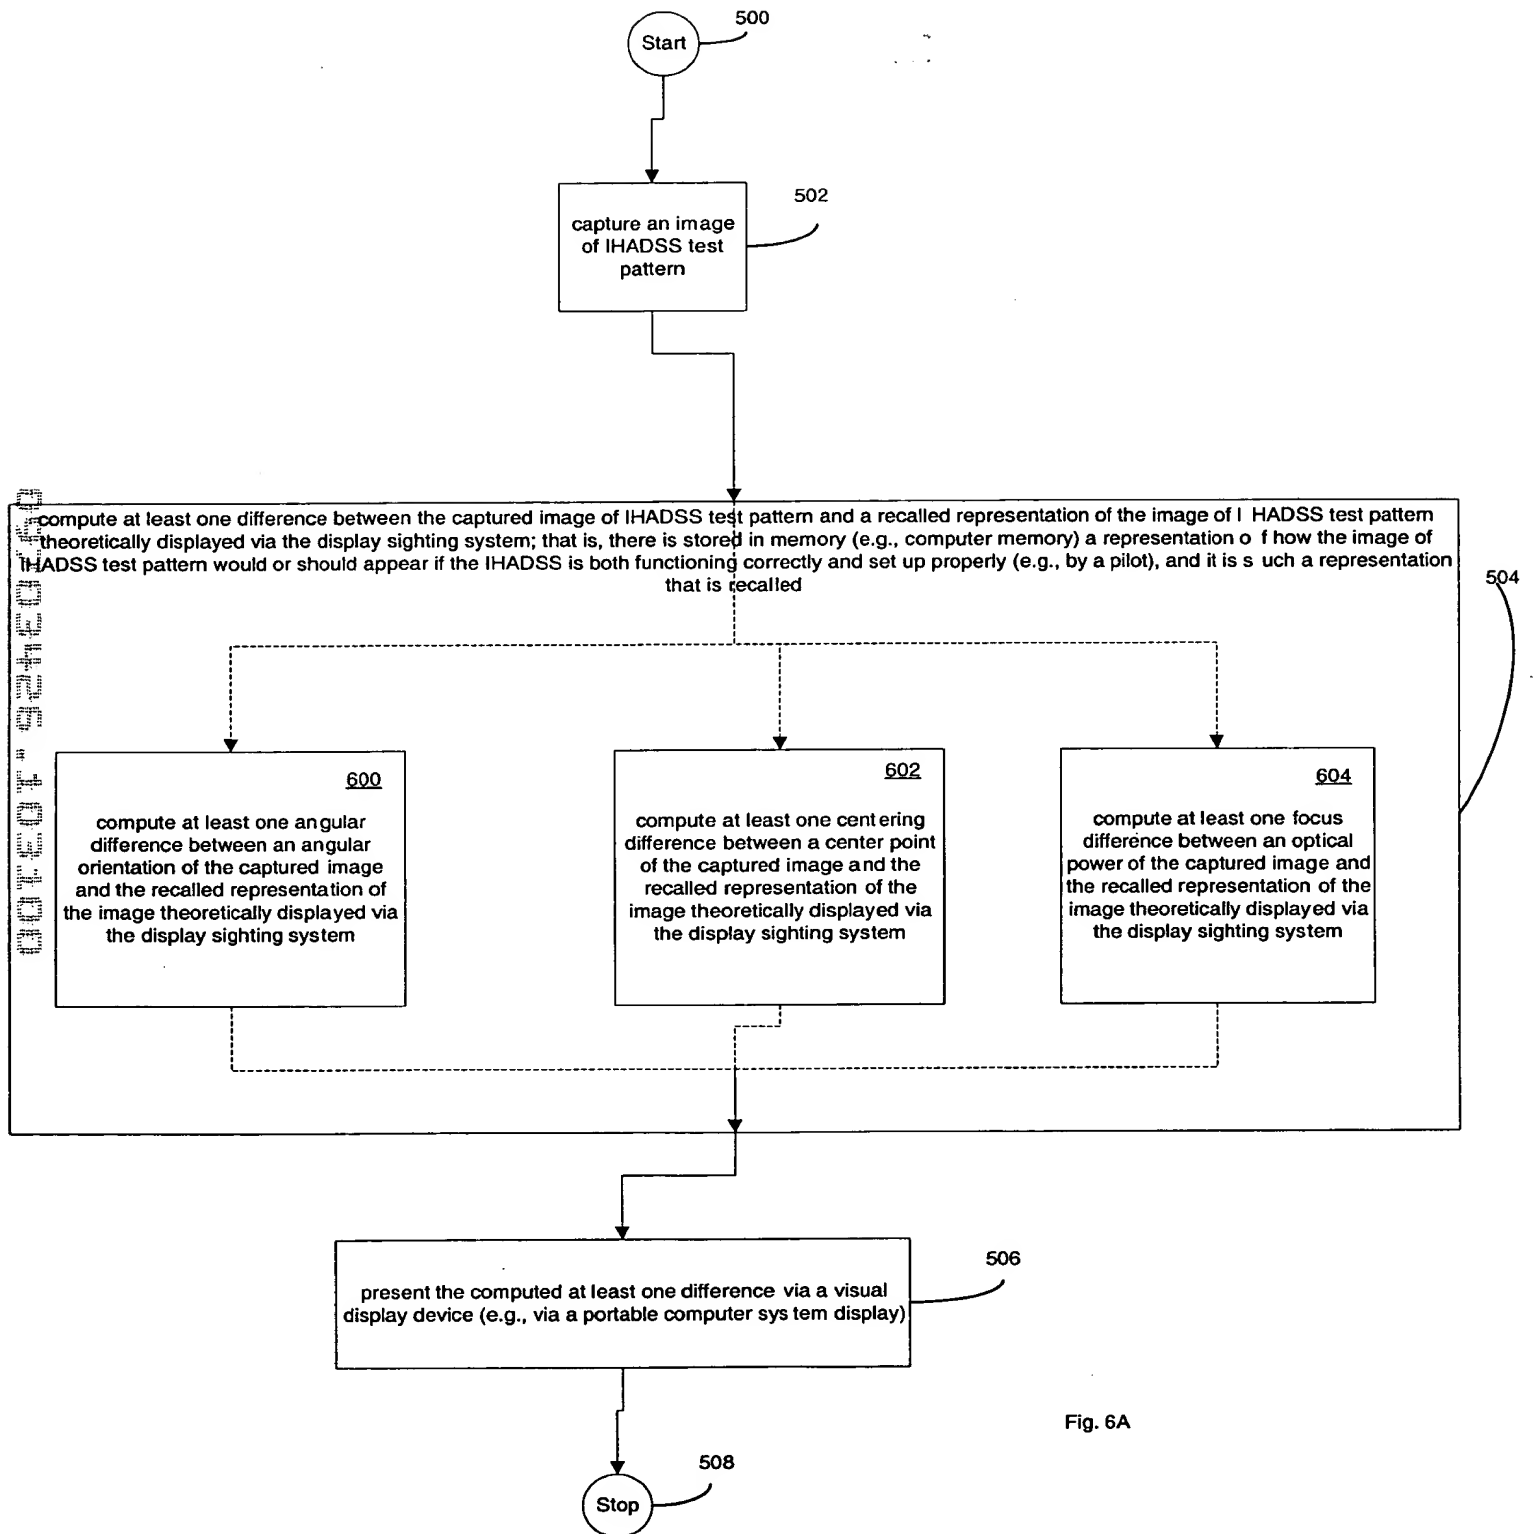 500
Start
502
capture an image
of IHADSS test
pattern
compute at least one difference between the captured image of IHADSS test pattern and a recalled representation of the image of I HADSS test pattern
theoretically displayed via the display sighting system; that is, there is stored in memory (e.g., computer memory) a representation o f how the image of
IHADSS test pattern would or should appear if the IHADSS is both functioning correctly and set up properly (e.g., by a pilot), and it is s uch a representation
that is recalled
504
600
compute at least one angular
difference between an angular
orientation of the captured image
and the recalled representation of
the image theoretically displayed via
the display sighting system
602
compute at least one centering
difference between a center point
of the captured image and the
recalled representation of the
image theoretically displayed via
the display sighting system
604
compute at least one focus
difference between an optical
power of the captured image and
the recalled representation of the
image theoretically displayed via
the display sighting system
506
present the computed at least one difference via a visual
display device (e.g., via a portable computer sys tem display)
Fig. 6A
508
Stop